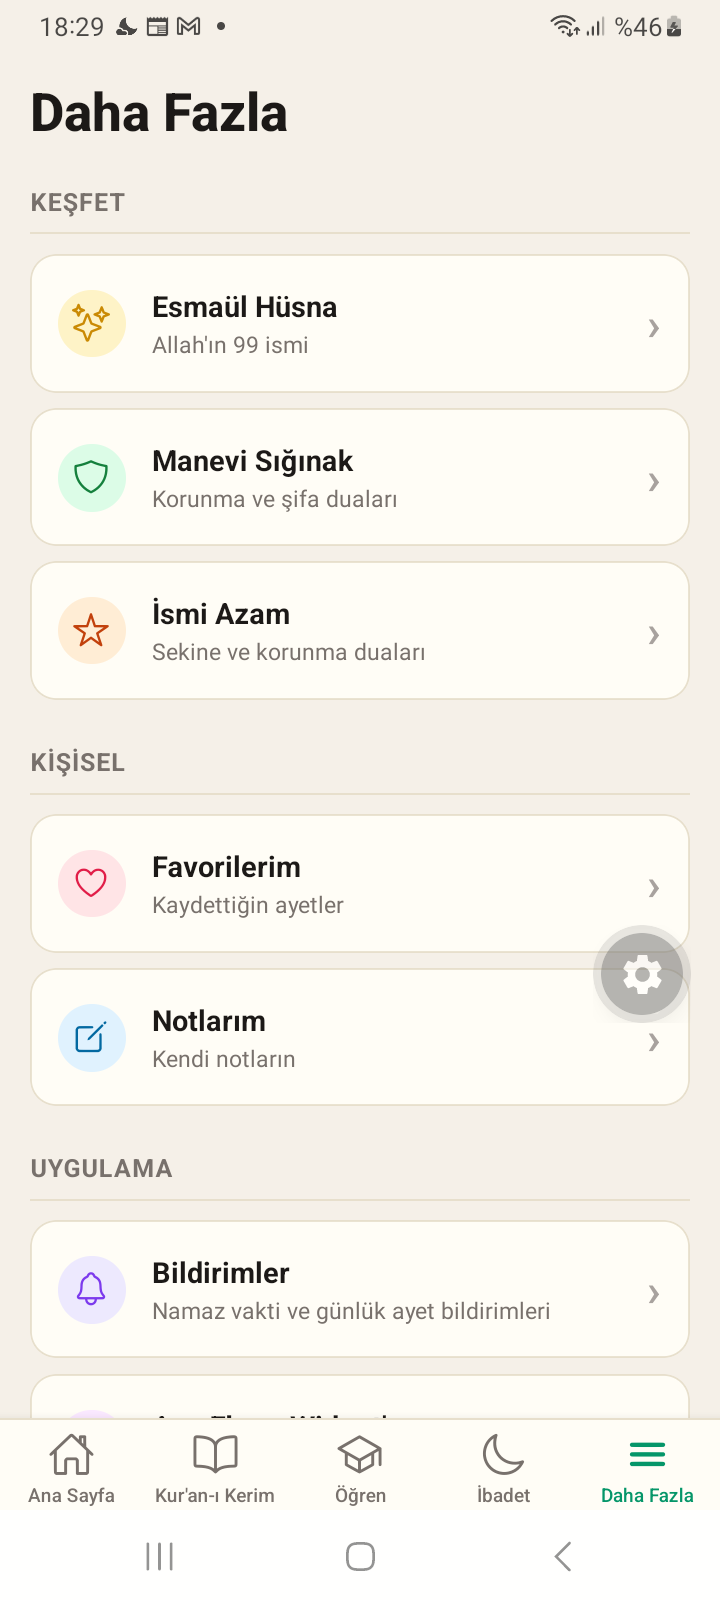 18:29
%46
Daha Fazla
KEŞFET
Esmaül Hüsna
Allah'ın 99 ismi
Manevi Sığınak
Korunma ve şifa duaları
İsmi Azam
Sekine ve korunma duaları
KİŞİSEL
Favorilerim
Kaydettiğin ayetler
Notlarım
Kendi notların
UYGULAMA
Bildirimler
Namaz vakti ve günlük ayet bildirimleri
Ana Sayfa
Kur'an-ı Kerim
Öğren
İbadet
Daha Fazla